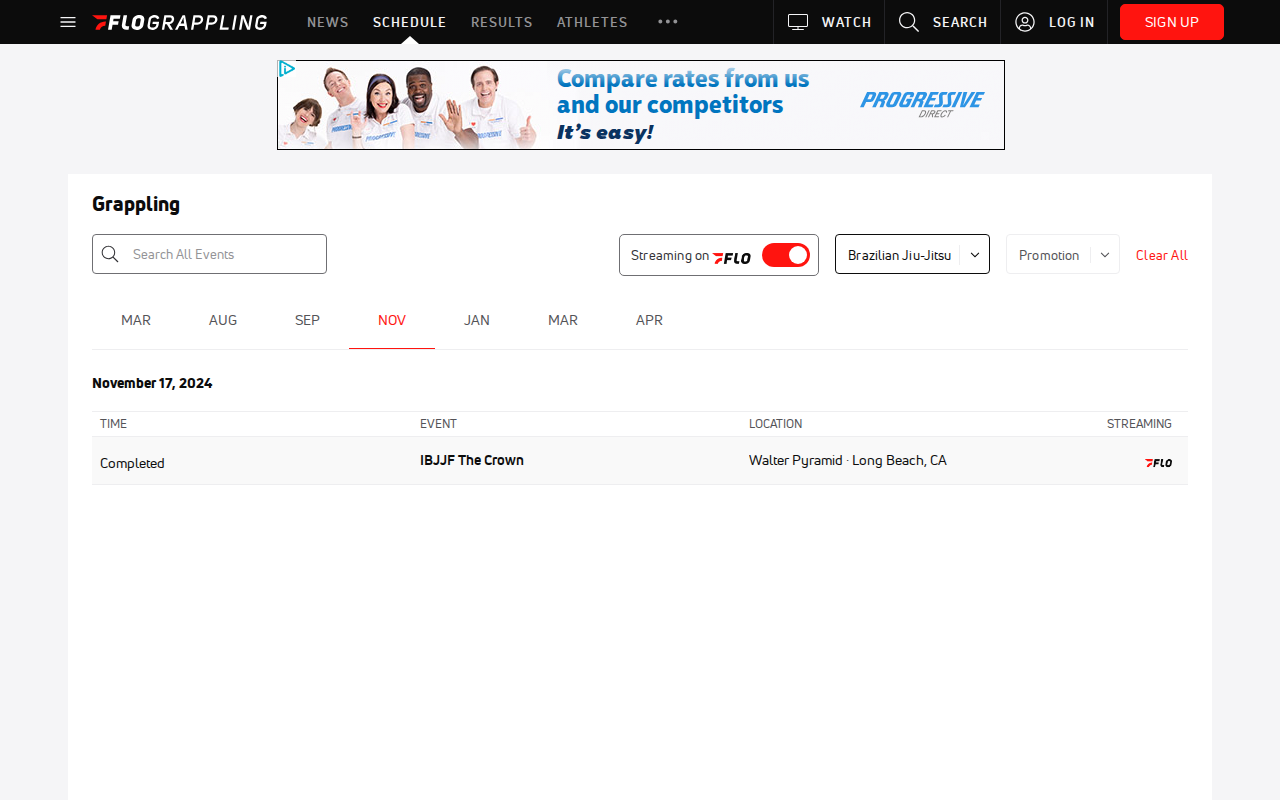 FLOGRAPPLING NEWS SCHEDULE RESULTS ATHLETES ••• WATCH SEARCH LOG IN SIGN UP
Compare rates from us
and our competitors
It's easy!
PROGRESSIVE
DIRECT
Grappling
Search All Events Streaming on FLO Brazilian Jiu-Jitsu Promotion Clear All
MAR AUG SEP NOV JAN MAR APR
November 17, 2024
TIME EVENT LOCATION STREAMING
Completed IBJJF The Crown Walter Pyramid · Long Beach, CA FLO